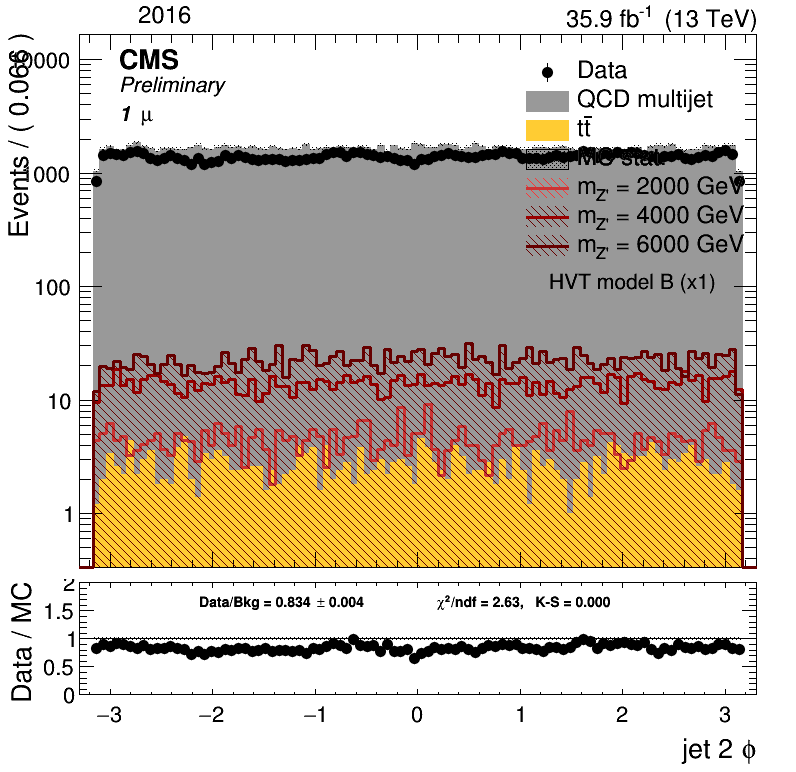 2016
35.9 fb⁻¹ (13 TeV)
CMS
Preliminary
1 μ
Events / ( 0.066 )
10000
1000
100
10
1
Data
QCD multijet
tt̄
MC stat.
m_Z' = 2000 GeV
m_Z' = 4000 GeV
m_Z' = 6000 GeV
HVT model B (x1)
Data / MC
2
1.5
1
0.5
0
Data/Bkg = 0.834 ± 0.004
χ²/ndf = 2.63, K-S = 0.000
−3 −2 −1 0 1 2 3
jet 2 φ